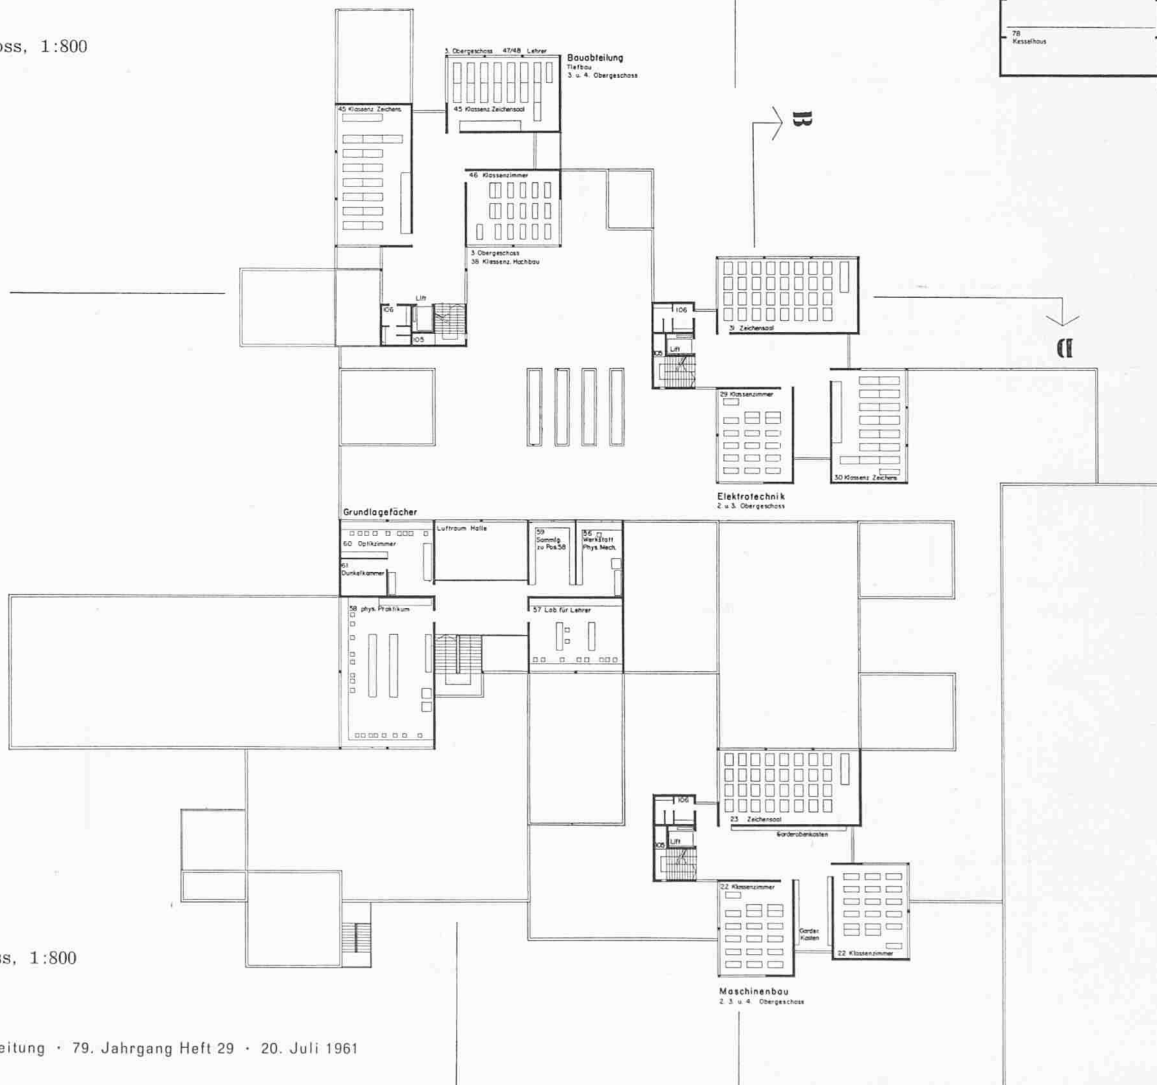 oss, 1:800
78
Kesselhaus
3. Obergeschoss 47/48 Lehrer
Bauabteilung
Tiefbau
3. u. 4. Obergeschoss
45 Klassenz. Zeichens.
45 Klassenz. Zeichensaal
B
46 Klassenzimmer
3 Obergeschoss
38 Klassenz. Hochbau
Lift
106
105
106
31 Zeichensaal
105
Lift
D
29 Klassenzimmer
30 Klassenz Zeichens
Elektrotechnik
2. u. 3. Obergeschoss
Grundlagefächer
60 Optikzimmer
61
Dunkelkammer
Luftraum Halle
59
Sammlg.
zu Pos. 58
56
Werkstatt
Phys. Mech.
58 phys. Praktikum
57 Lab. für Lehrer
106
23 Zeichensaal
105
Lift
Garderobenkasten
22 Klassenzimmer
Garder.
Kasten
22 Klassenzimmer
Maschinenbau
2. 3. u. 4. Obergeschoss
ss, 1:800
eitung · 79. Jahrgang Heft 29 · 20. Juli 1961